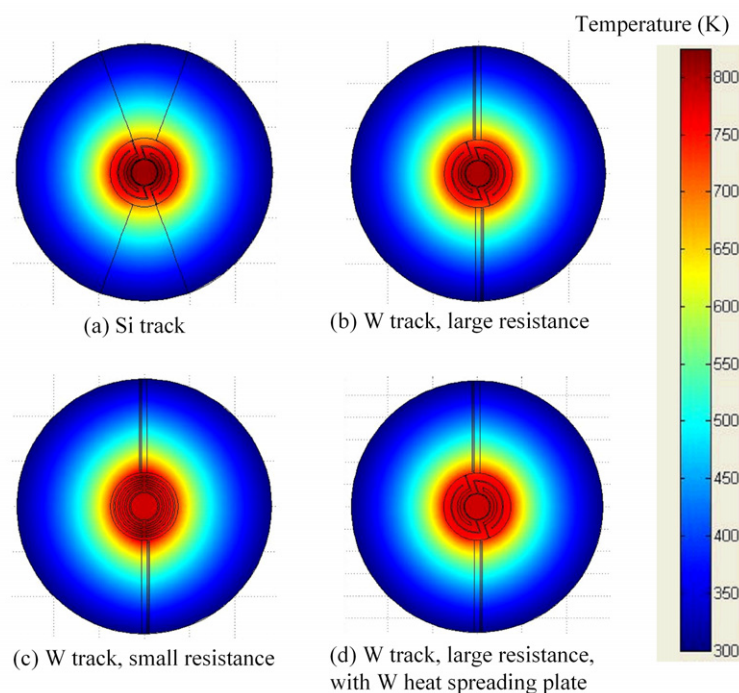 Temperature (K)
800
750
700
650
600
550
500
450
400
350
300
(a) Si track
(b) W track, large resistance
(c) W track, small resistance
(d) W track, large resistance,
with W heat spreading plate